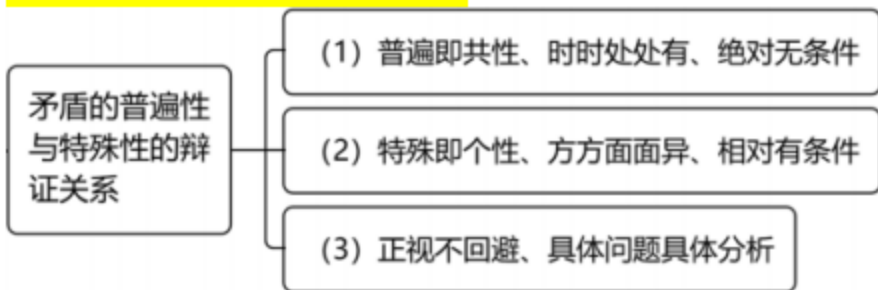 矛盾的普遍性
与特殊性的辩
证关系
（1）普遍即共性、时时处处有、绝对无条件
（2）特殊即个性、方方面面异、相对有条件
（3）正视不回避、具体问题具体分析